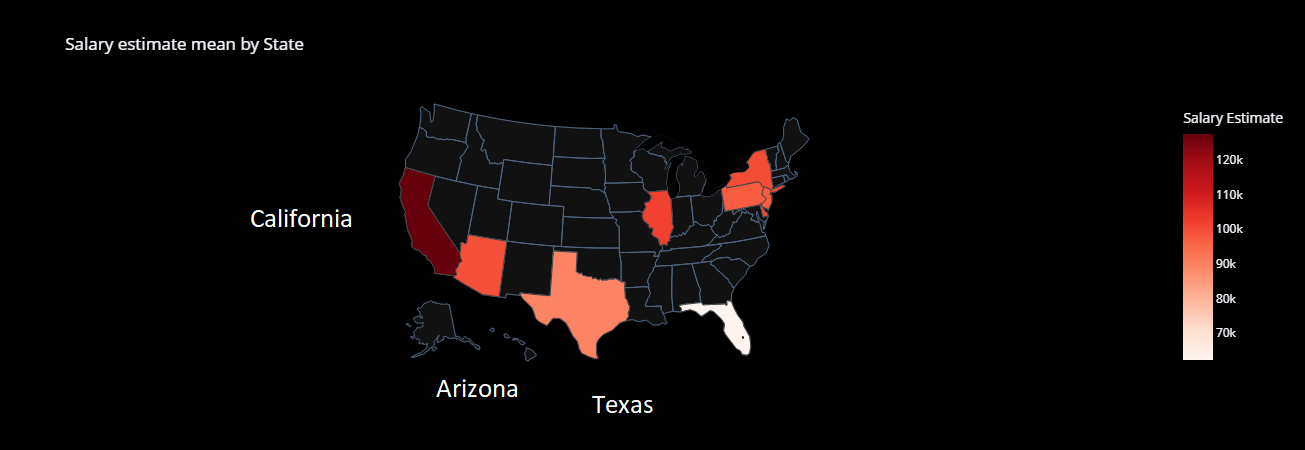 Salary estimate mean by State
Salary Estimate
120k
110k
100k
90k
80k
70k
California
Arizona
Texas